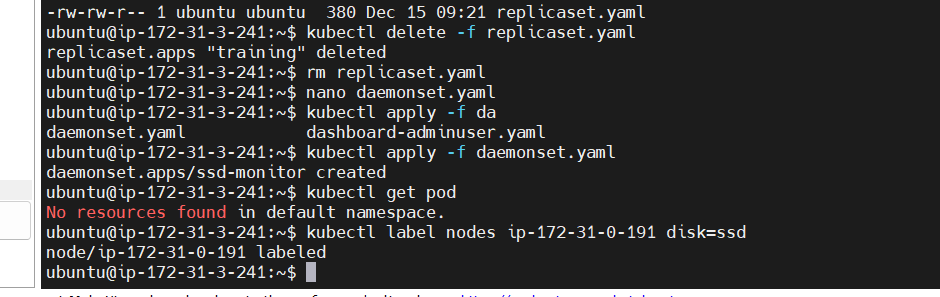 -rw-rw-r-- 1 ubuntu ubuntu  380 Dec 15 09:21 replicaset.yaml
ubuntu@ip-172-31-3-241:~$ kubectl delete -f replicaset.yaml
replicaset.apps "training" deleted
ubuntu@ip-172-31-3-241:~$ rm replicaset.yaml
ubuntu@ip-172-31-3-241:~$ nano daemonset.yaml
ubuntu@ip-172-31-3-241:~$ kubectl apply -f da
daemonset.yaml            dashboard-adminuser.yaml
ubuntu@ip-172-31-3-241:~$ kubectl apply -f daemonset.yaml
daemonset.apps/ssd-monitor created
ubuntu@ip-172-31-3-241:~$ kubectl get pod
No resources found in default namespace.
ubuntu@ip-172-31-3-241:~$ kubectl label nodes ip-172-31-0-191 disk=ssd
node/ip-172-31-0-191 labeled
ubuntu@ip-172-31-3-241:~$